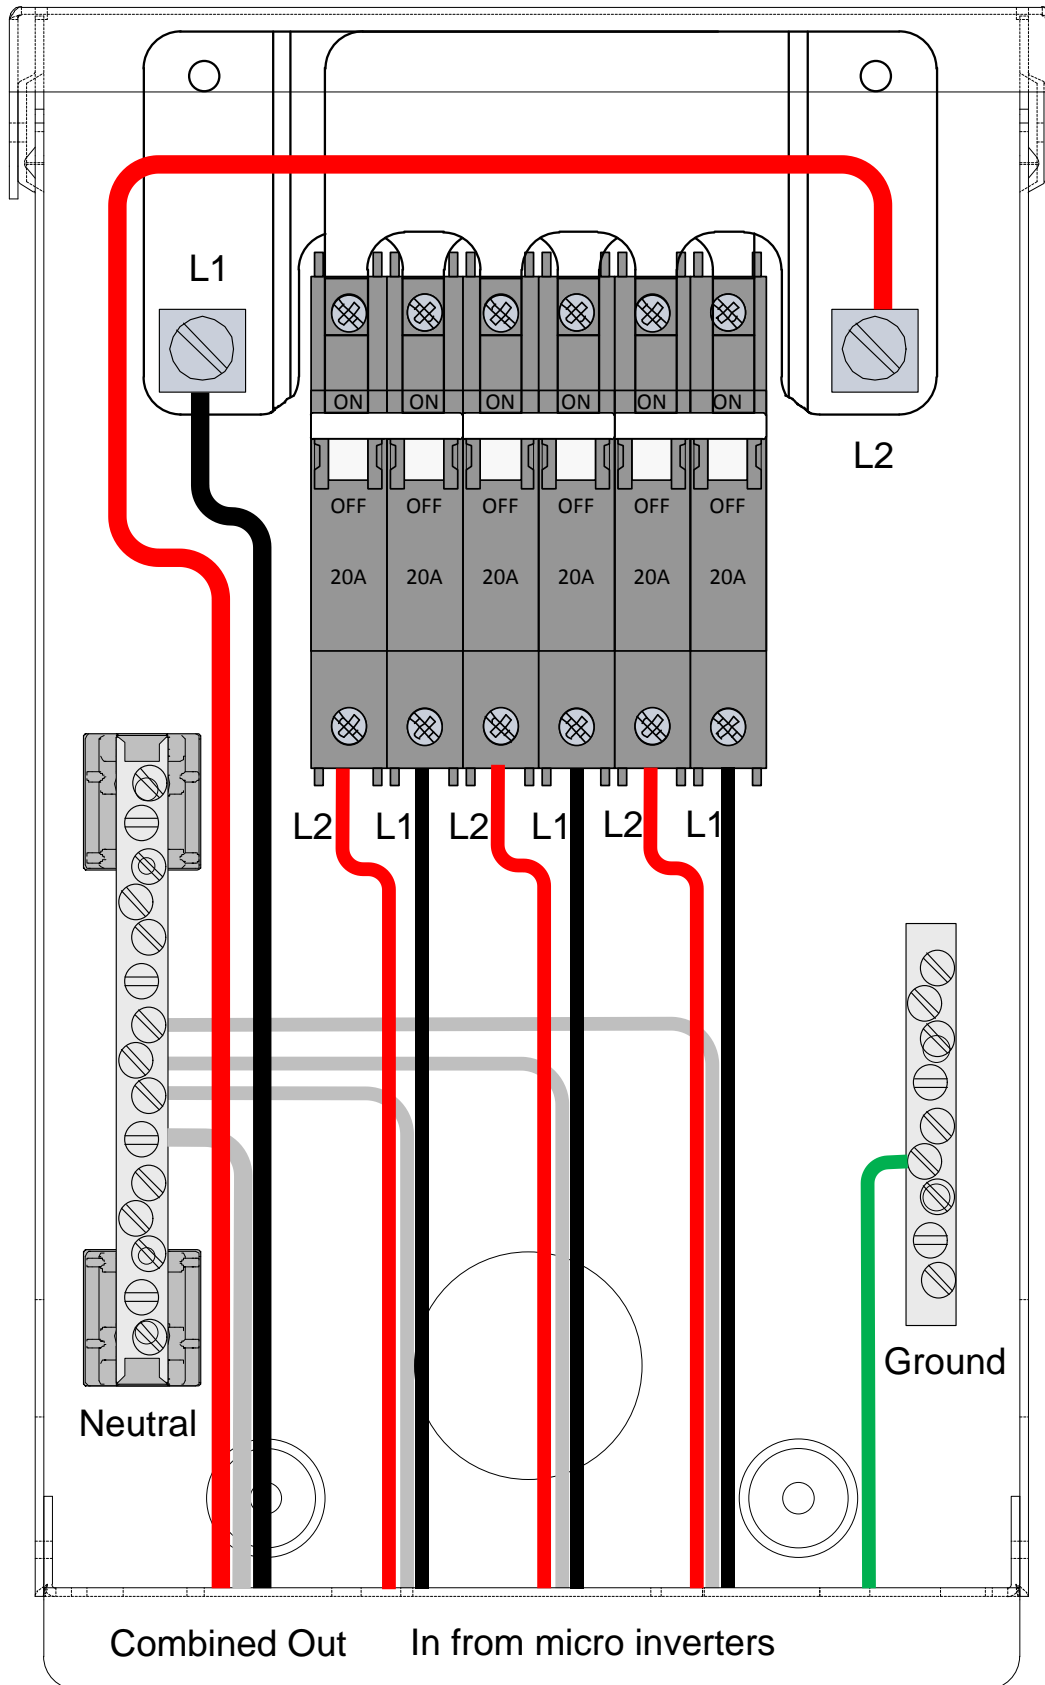 L1
L2
ON ON ON ON ON ON
OFF OFF OFF OFF OFF OFF
20A 20A 20A 20A 20A 20A
L2 L1 L2 L1 L2 L1
Ground
Neutral
Combined Out
In from micro inverters